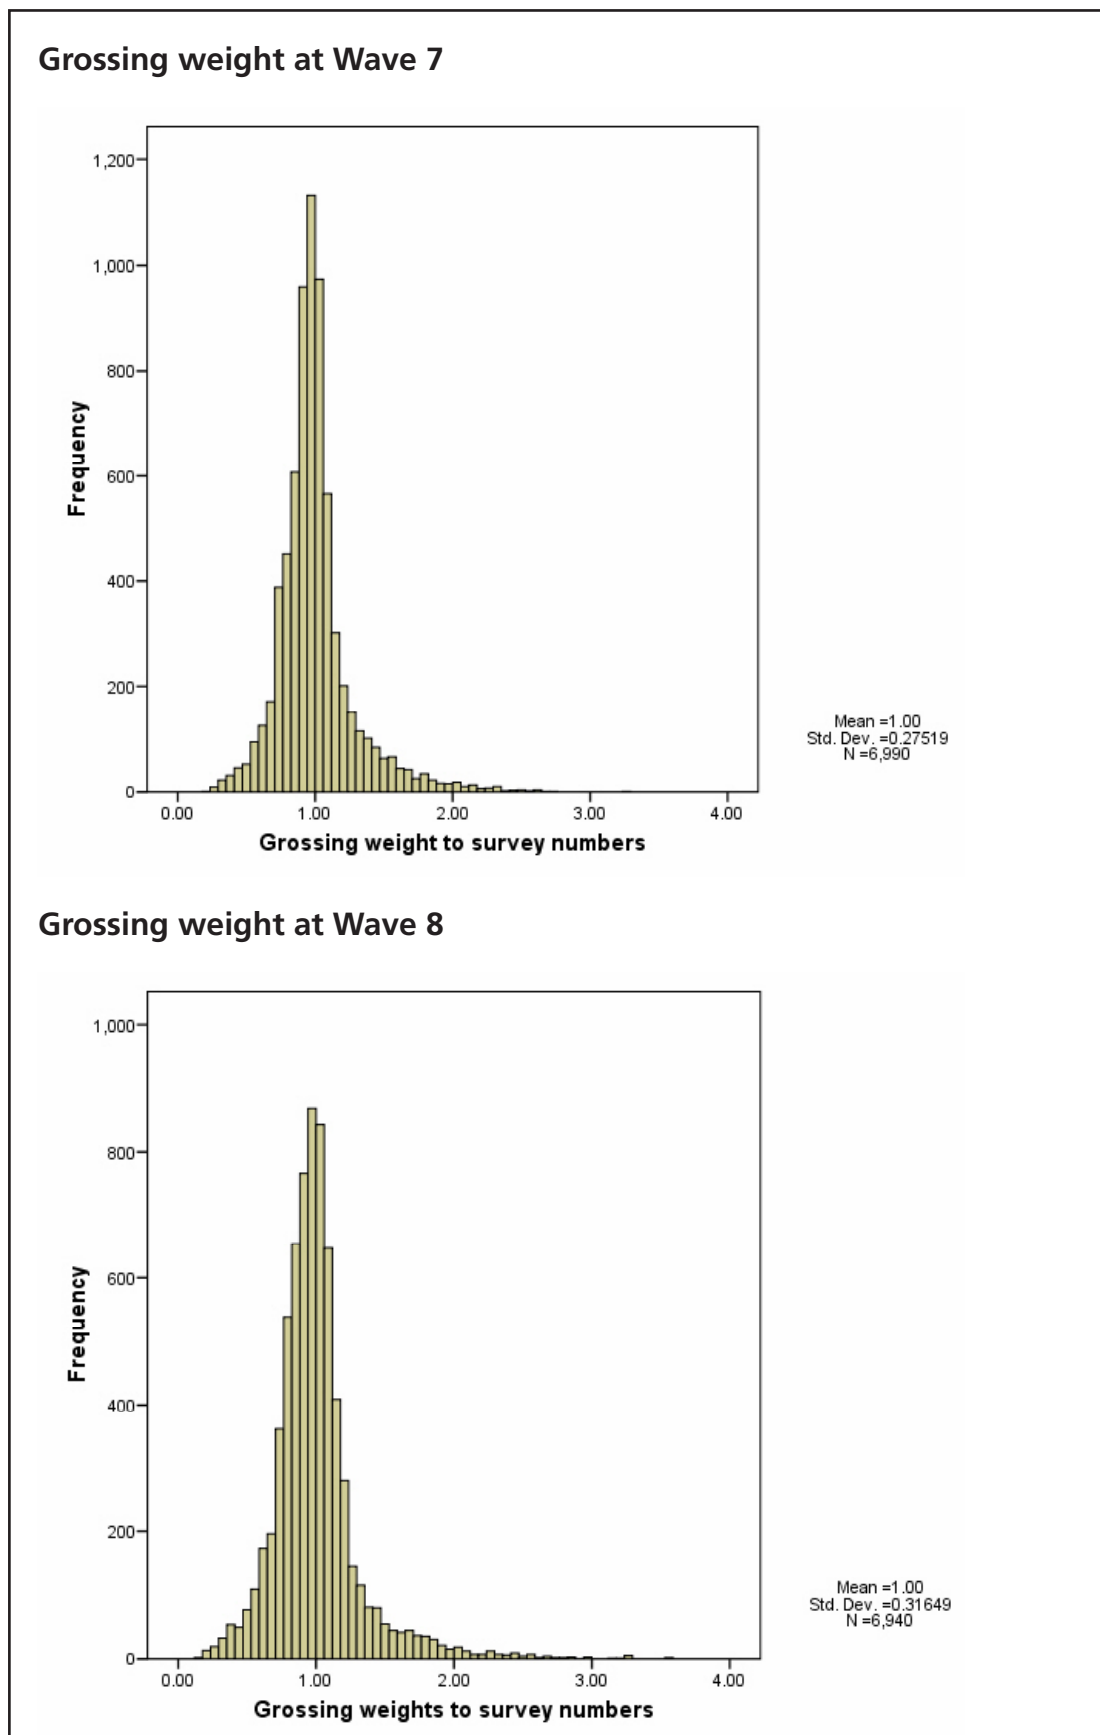 Grossing weight at Wave 7
1,200
1,000
800
600
400
200
0
Frequency
0.00 1.00 2.00 3.00 4.00
Grossing weight to survey numbers
Mean =1.00
Std. Dev. =0.27519
N =6,990
Grossing weight at Wave 8
1,000
800
600
400
200
0
Frequency
0.00 1.00 2.00 3.00 4.00
Grossing weights to survey numbers
Mean =1.00
Std. Dev. =0.31649
N =6,940